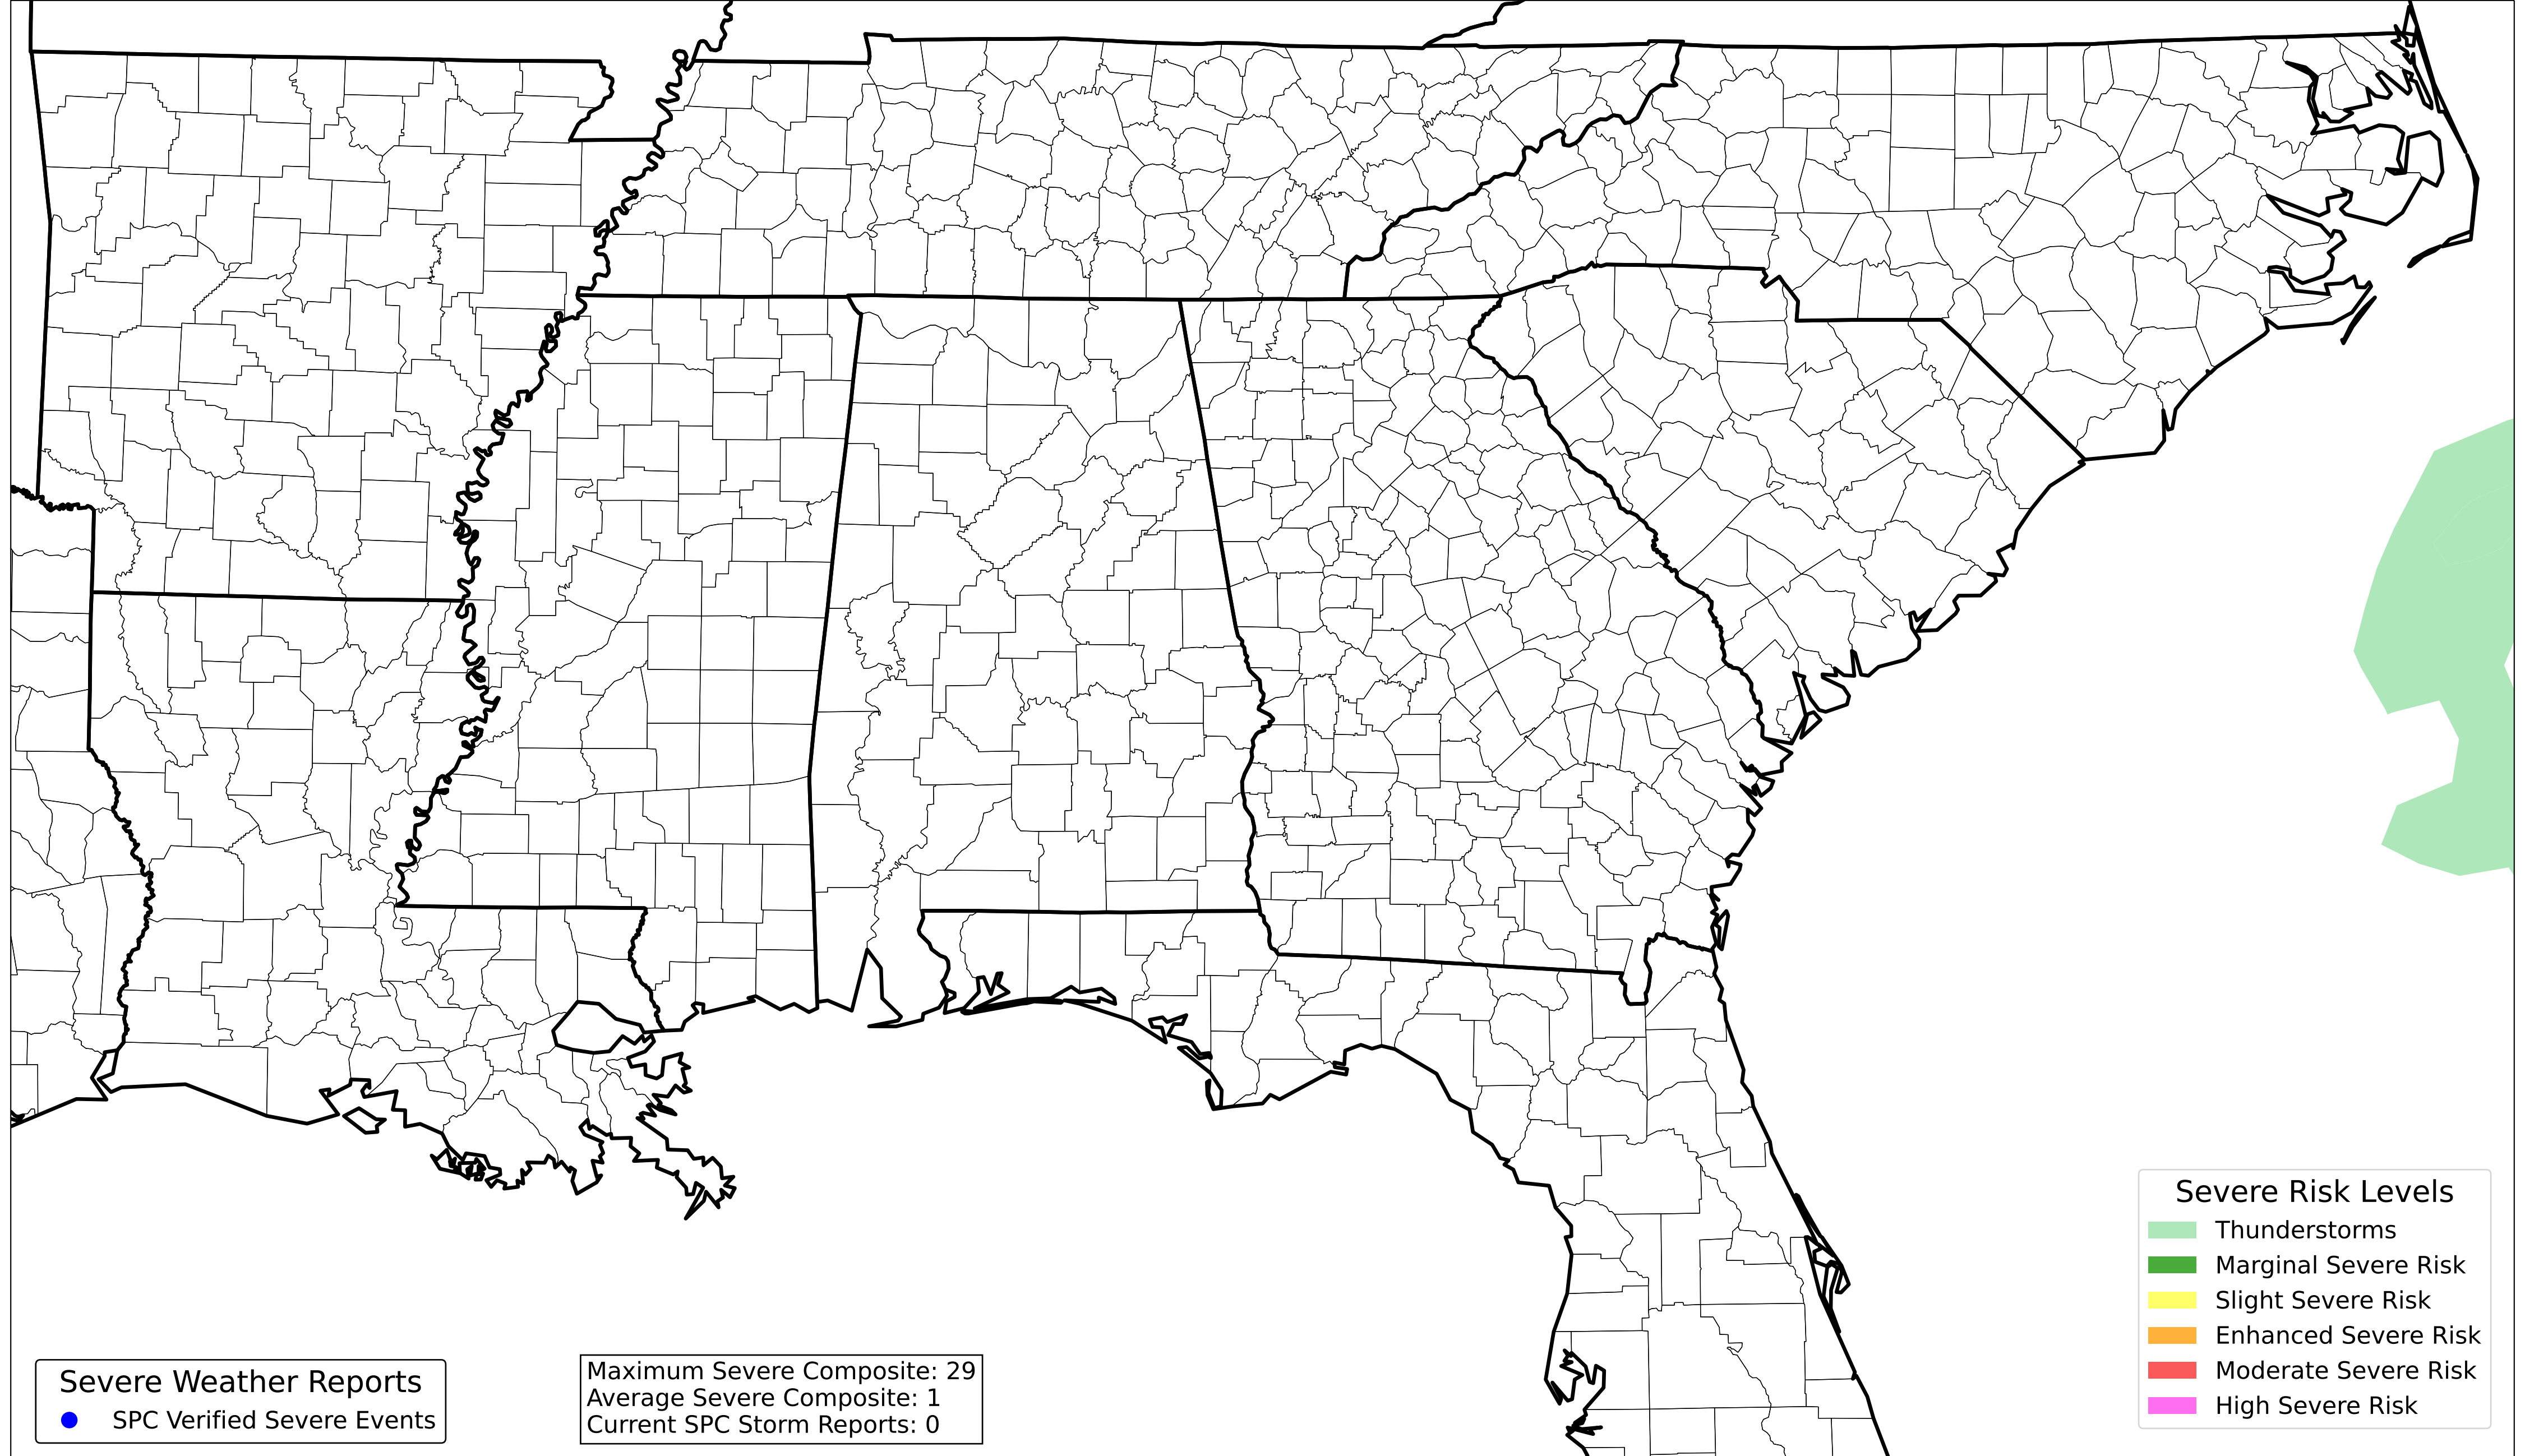 Severe Weather Reports
SPC Verified Severe Events
Maximum Severe Composite: 29
Average Severe Composite: 1
Current SPC Storm Reports: 0
Severe Risk Levels
Thunderstorms
Marginal Severe Risk
Slight Severe Risk
Enhanced Severe Risk
Moderate Severe Risk
High Severe Risk